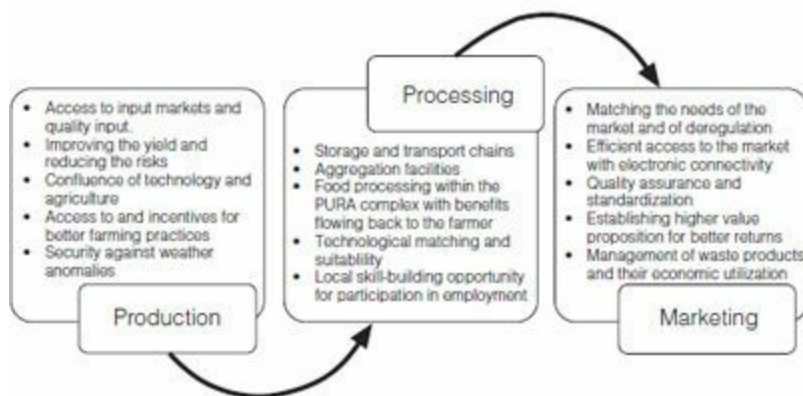 • Access to input markets and
quality input.
• Improving the yield and
reducing the risks
• Confluence of technology and
agriculture
• Access to and incentives for
better farming practices
• Security against weather
anomalies
Production
Processing
• Storage and transport chains
• Aggregation facilities
• Food processing within the
PURA complex with benefits
flowing back to the farmer
• Technological matching and
suitablility
• Local skill-building opportunity
for participation in employment
• Matching the needs of the
market and of deregulation
• Efficient access to the market
with electronic connectivity
• Quality assurance and
standardization
• Establishing higher value
proposition for better returns
• Management of waste products
and their economic utilization
Marketing